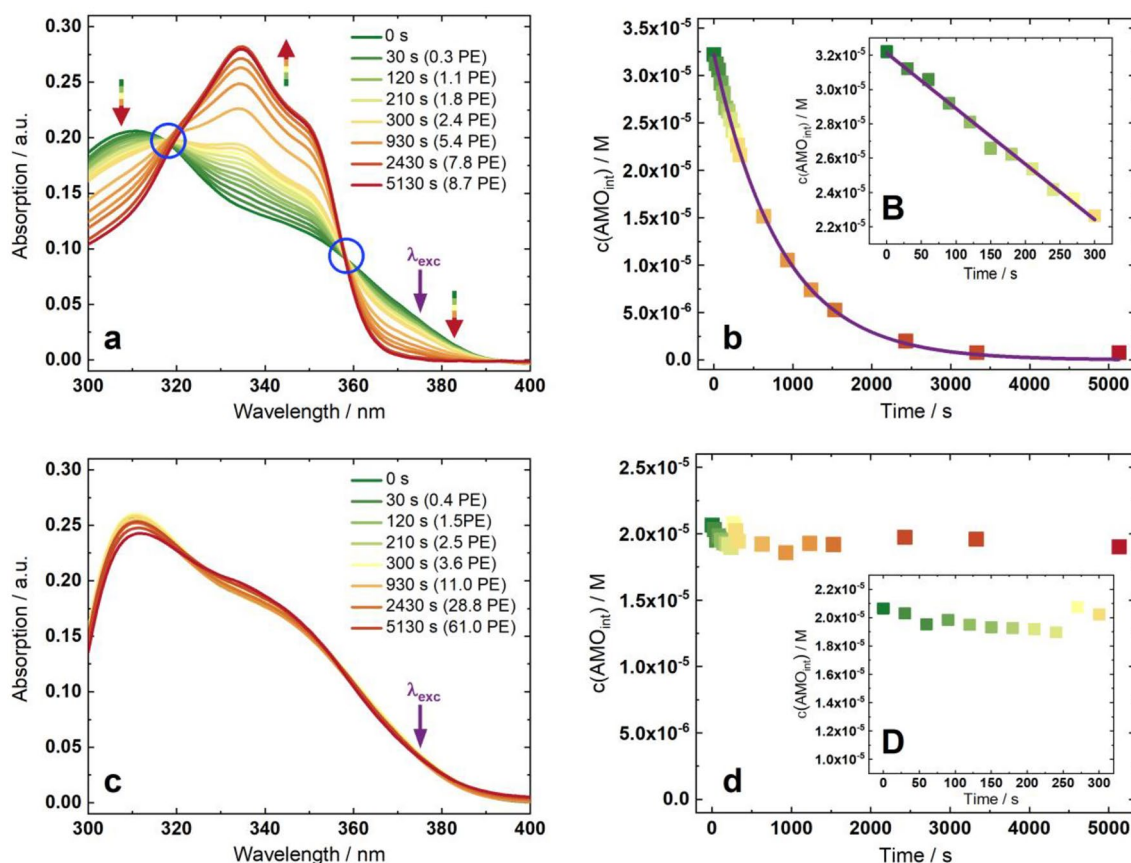 0.30
0.25
0.20
0.15
0.10
0.05
0.00
Absorption / a.u.
0 s
30 s (0.3 PE)
120 s (1.1 PE)
210 s (1.8 PE)
300 s (2.4 PE)
930 s (5.4 PE)
2430 s (7.8 PE)
5130 s (8.7 PE)
λexc
a
300 320 340 360 380 400
Wavelength / nm
b
3.5x10-5
3.0x10-5
2.5x10-5
2.0x10-5
1.5x10-5
1.0x10-5
5.0x10-6
0.0
c(AMOint) / M
3.2x10-5
3.0x10-5
2.8x10-5
2.6x10-5
2.4x10-5
2.2x10-5
c(AMOint) / M
B
0 50 100 150 200 250 300
Time / s
b
0 1000 2000 3000 4000 5000
Time / s
0.30
0.25
0.20
0.15
0.10
0.05
0.00
Absorption / a.u.
0 s
30 s (0.4 PE)
120 s (1.5PE)
210 s (2.5 PE)
300 s (3.6 PE)
930 s (11.0 PE)
2430 s (28.8 PE)
5130 s (61.0 PE)
λexc
c
300 320 340 360 380 400
Wavelength / nm
2.5x10-5
2.0x10-5
1.5x10-5
1.0x10-5
5.0x10-6
0.0
c(AMOint) / M
2.2x10-5
2.0x10-5
1.8x10-5
1.6x10-5
1.4x10-5
1.2x10-5
1.0x10-5
c(AMOint) / M
D
0 50 100 150 200 250 300
Time / s
d
0 1000 2000 3000 4000 5000
Time / s